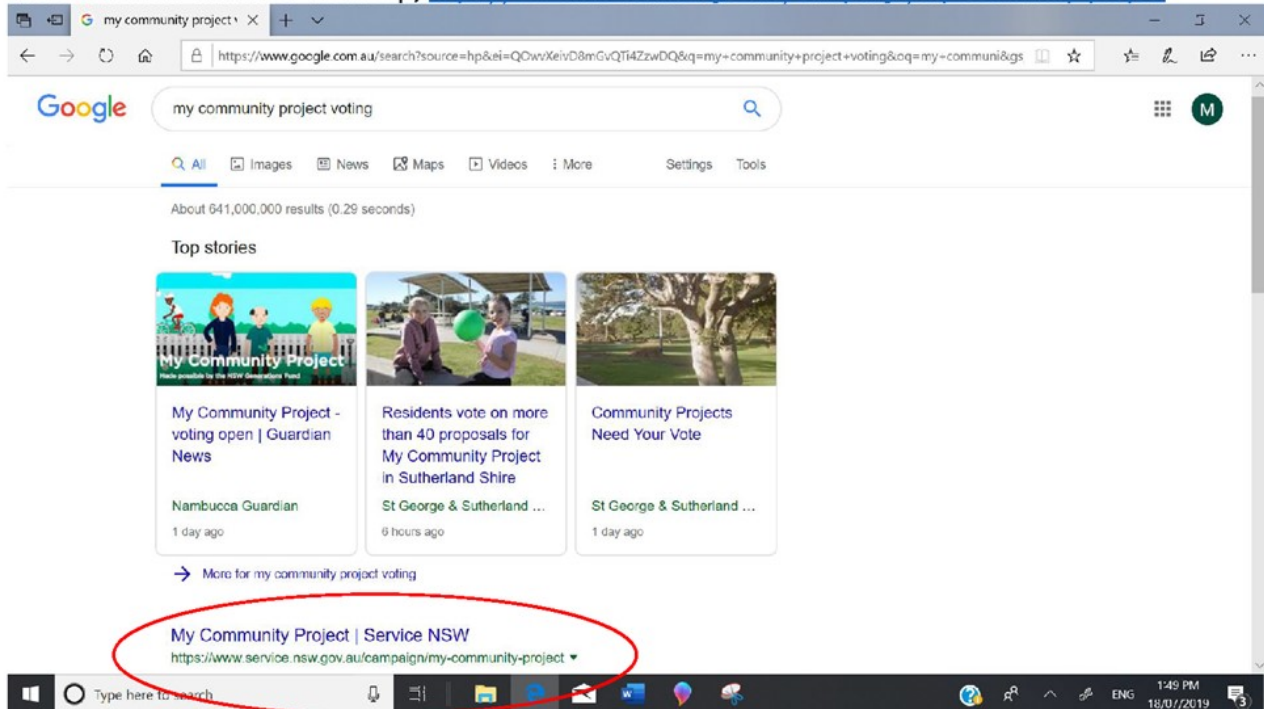 my community project v
https://www.google.com.au/search?source=hp&ei=QOwvXeivD8mGvQTi4ZzwDQ&q=my+community+project+voting&oq=my+communi&gs
Google
my community project voting
M
All Images News Maps Videos More Settings Tools
About 641,000,000 results (0.29 seconds)
Top stories
My Community Project
Made possible by the NSW Generations Fund
My Community Project -
voting open | Guardian
News
Nambucca Guardian
1 day ago
Residents vote on more
than 40 proposals for
My Community Project
in Sutherland Shire
St George & Sutherland ...
6 hours ago
Community Projects
Need Your Vote
St George & Sutherland ...
1 day ago
More for my community project voting
My Community Project | Service NSW
https://www.service.nsw.gov.au/campaign/my-community-project
Type here to search
ENG
1:49 PM
18/07/2019
3